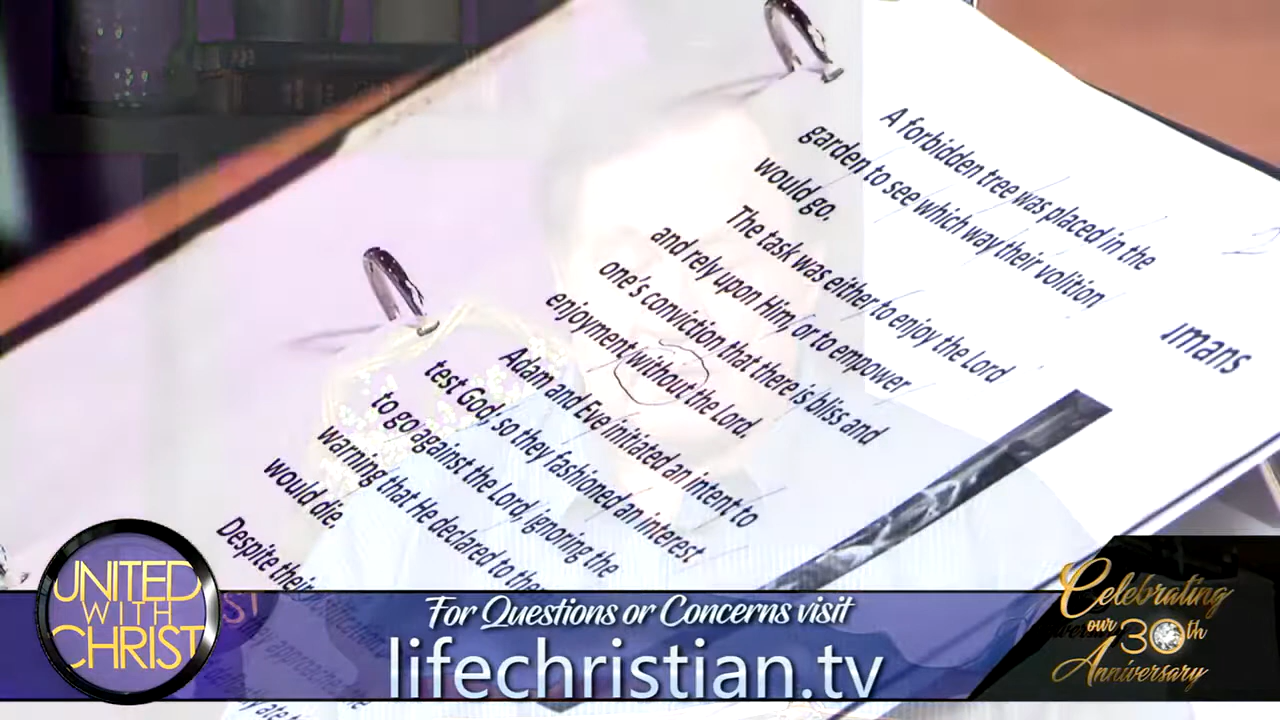 A forbidden tree was placed in the
garden to see which way their volition
would go.
The task was either to enjoy the Lord
and rely upon Him, or to empower
one's conviction that there is bliss and
enjoyment without the Lord.
Adam and Eve initiated an intent to
test God, so they fashioned an interest
to go against the Lord, ignoring the
warning that He declared to them
would die.
Despite their
2
umans
UNITED
WITH
CHRIST
For Questions or Concerns visit
lifechristian.tv
Celebrating
our 30th
Anniversary